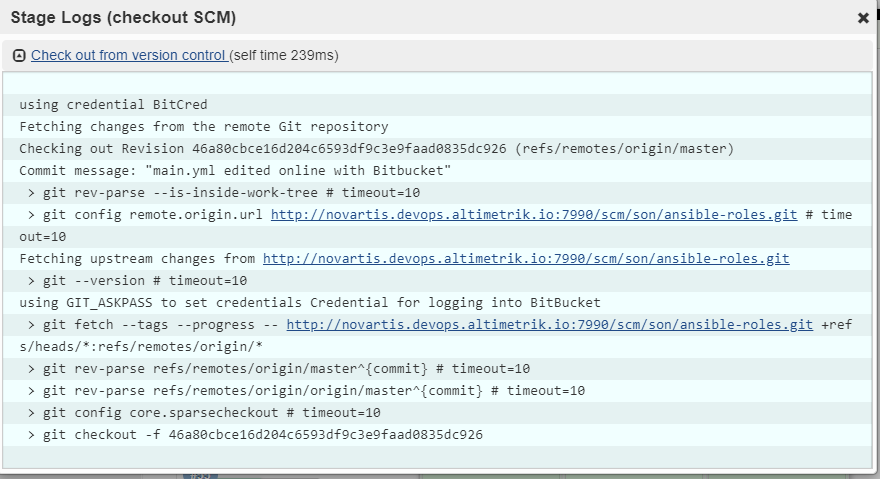 Stage Logs (checkout SCM)
Check out from version control (self time 239ms)
using credential BitCred
Fetching changes from the remote Git repository
Checking out Revision 46a80cbce16d204c6593df9c3e9faad0835dc926 (refs/remotes/origin/master)
Commit message: "main.yml edited online with Bitbucket"
> git rev-parse --is-inside-work-tree # timeout=10
> git config remote.origin.url http://novartis.devops.altimetrik.io:7990/scm/son/ansible-roles.git # time
out=10
Fetching upstream changes from http://novartis.devops.altimetrik.io:7990/scm/son/ansible-roles.git
> git --version # timeout=10
using GIT_ASKPASS to set credentials Credential for logging into BitBucket
> git fetch --tags --progress -- http://novartis.devops.altimetrik.io:7990/scm/son/ansible-roles.git +ref
s/heads/*:refs/remotes/origin/*
> git rev-parse refs/remotes/origin/master^{commit} # timeout=10
> git rev-parse refs/remotes/origin/origin/master^{commit} # timeout=10
> git config core.sparsecheckout # timeout=10
> git checkout -f 46a80cbce16d204c6593df9c3e9faad0835dc926